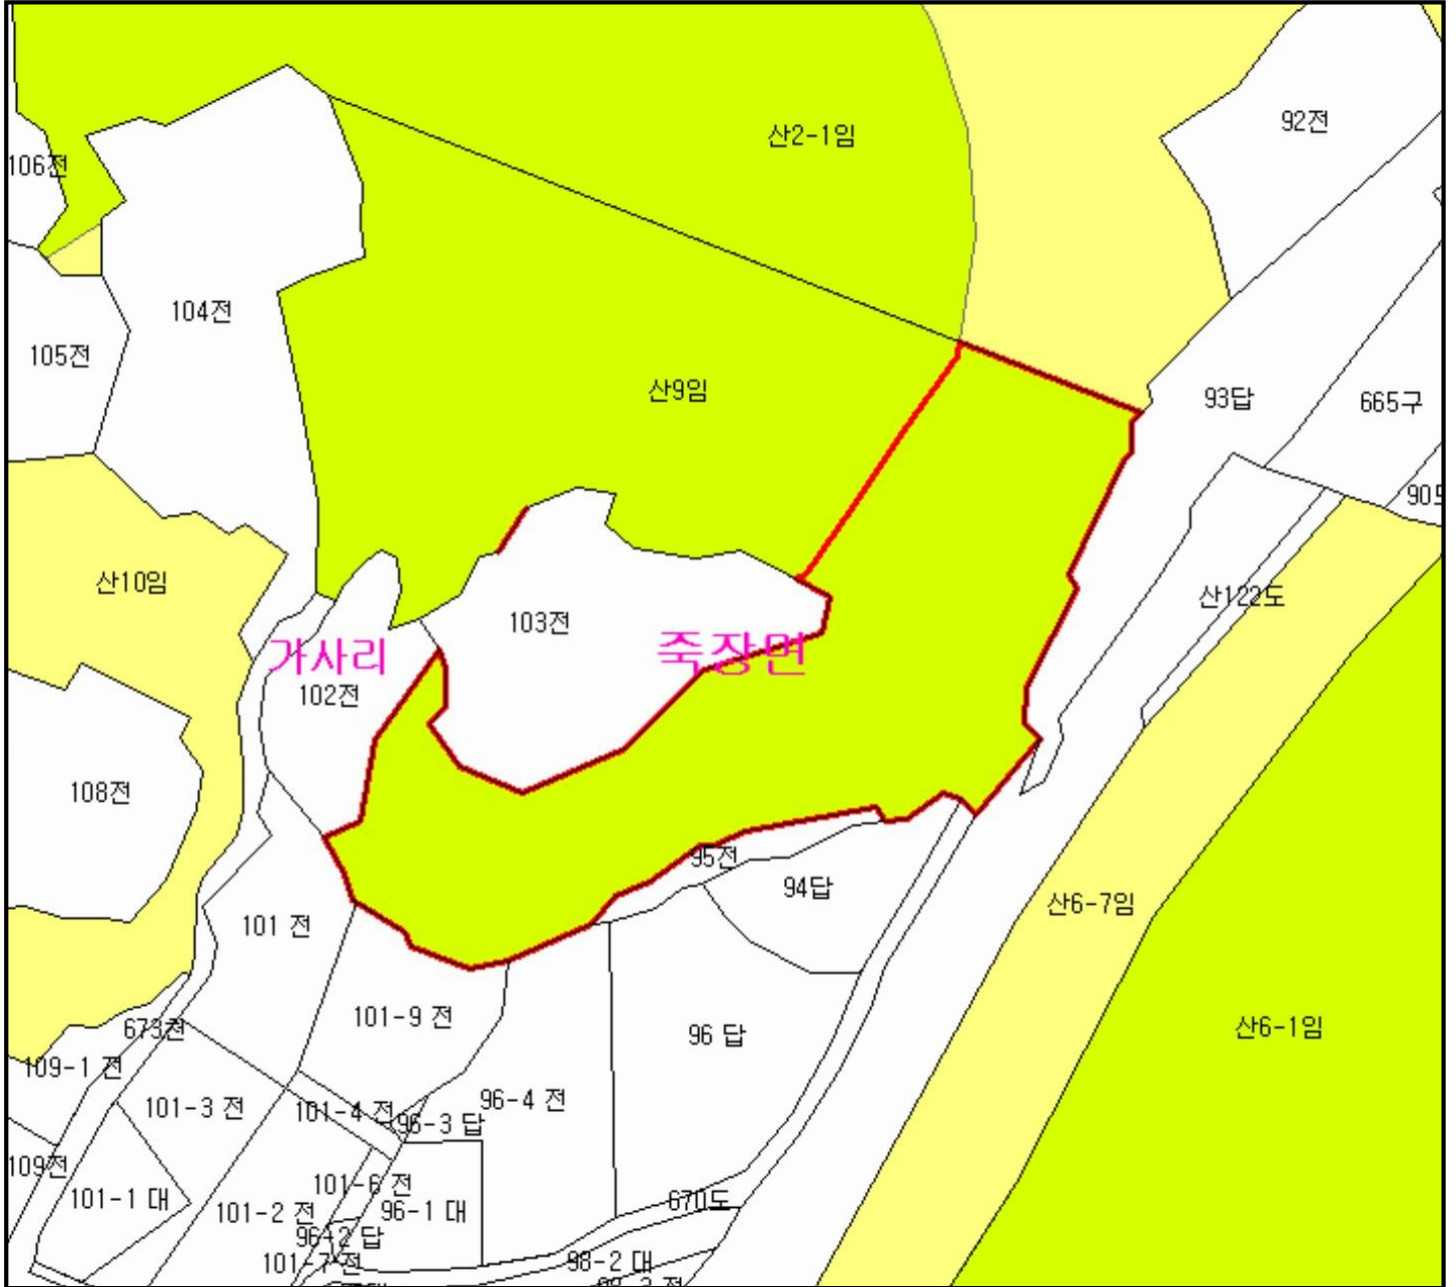 산2-1임
92전
106전
104전
105전
산9임
93답
665구
산10임
산122도
103전
가사리
죽장면
102전
108전
95전
94답
산6-7임
101 전
101-9 전
96 답
산6-1임
673천
109-1 전
101-3 전
101-4 전
96-3 답
96-4 전
109전
101-1 대
101-6 전
101-2 전
96-1 대
670도
96-2 답
101-7 전
98-2 대